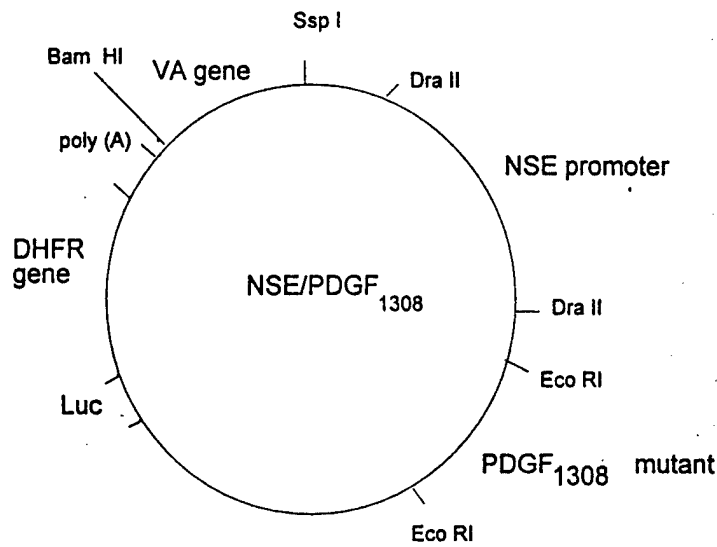 Ssp I
Bam HI
VA gene
Dra II
poly (A)
NSE promoter
DHFR
gene
NSE/PDGF1308
Dra II
Eco RI
Luc
PDGF1308 mutant
Eco RI